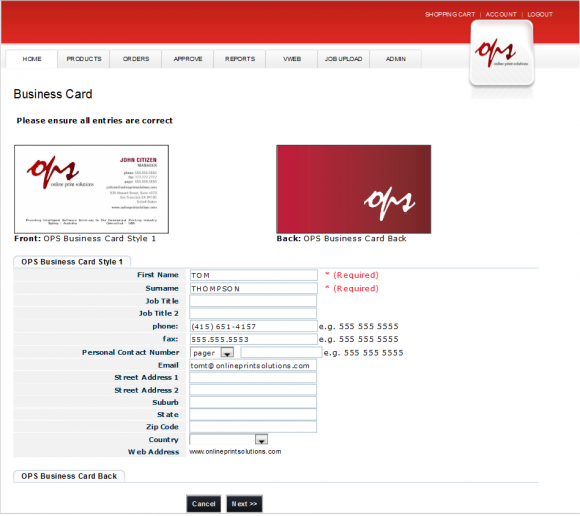 SHOPPING CART | ACCOUNT | LOGOUT
HOME PRODUCTS ORDERS APPROVE REPORTS VWEB JOB UPLOAD ADMIN
ops
online print solutions
Business Card
Please ensure all entries are correct
ops
online print solutions
JOHN CITIZEN
MANAGER
ops
Front: OPS Business Card Style 1
Back: OPS Business Card Back
OPS Business Card Style 1
First Name TOM * (Required)
Surname THOMPSON * (Required)
Job Title
Job Title 2
phone: (415) 651-4157 e.g. 555 555 5555
fax: 555.555.5553 e.g. 555 555 5555
Personal Contact Number pager e.g. 555 555 5555
Email tomt@onlineprintsolutions.com
Street Address 1
Street Address 2
Suburb
State
Zip Code
Country
Web Address www.onlineprintsolutions.com
OPS Business Card Back
Cancel Next >>